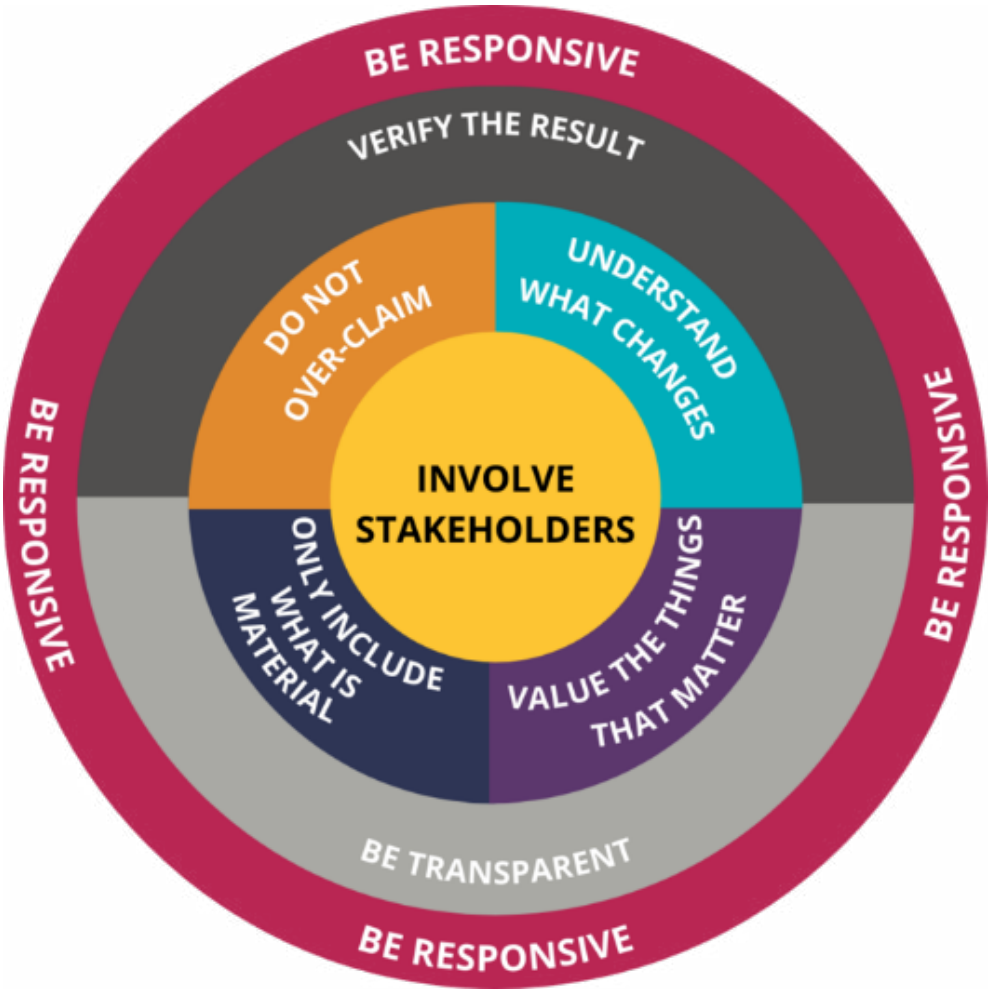 BE RESPONSIVE
VERIFY THE RESULT
DO NOT
OVER-CLAIM
UNDERSTAND
WHAT CHANGES
BE RESPONSIVE
INVOLVE
STAKEHOLDERS
BE RESPONSIVE
ONLY INCLUDE
WHAT IS
MATERIAL
VALUE THE THINGS
THAT MATTER
BE TRANSPARENT
BE RESPONSIVE